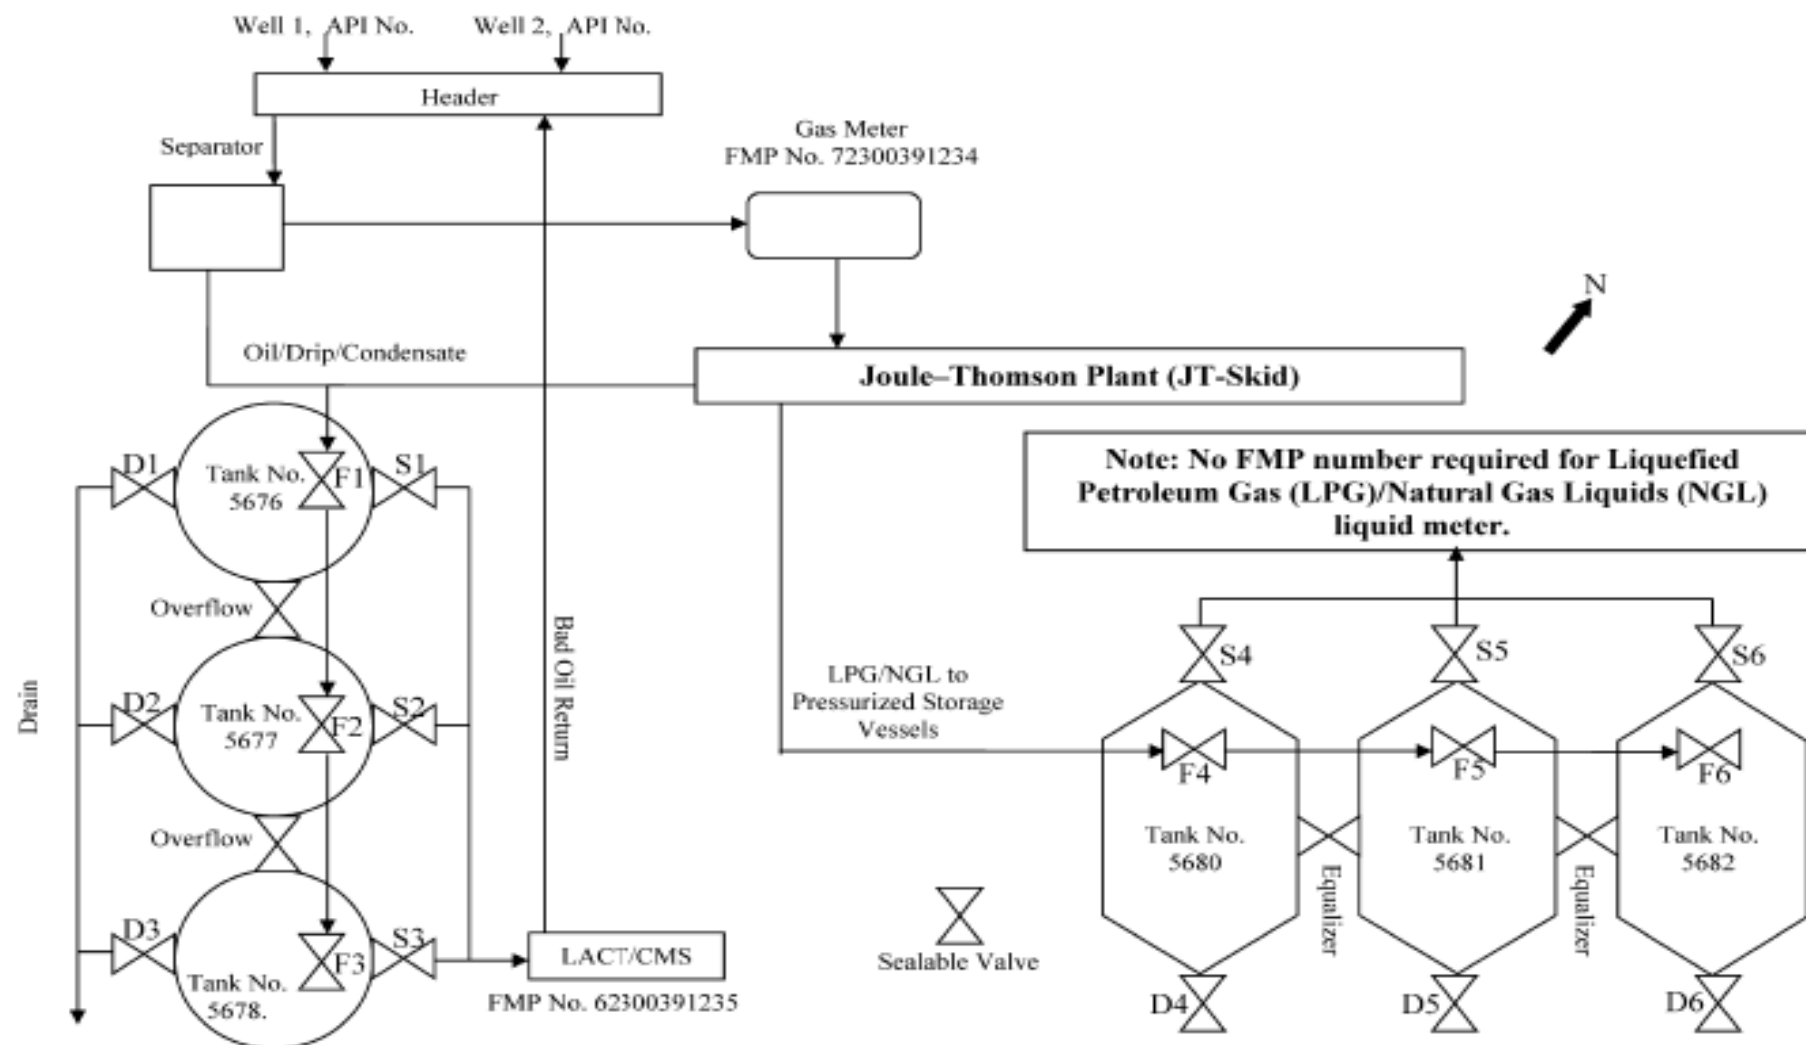 Well 1, API No.
Well 2, API No.
Header
Separator
Gas Meter
FMP No. 72300391234
N
Oil/Drip/Condensate
Joule–Thomson Plant (JT-Skid)
Note: No FMP number required for Liquefied
Petroleum Gas (LPG)/Natural Gas Liquids (NGL)
liquid meter.
D1
Tank No.
5676
F1
S1
Overflow
D2
Tank No.
5677
F2
S2
Drain
Bad Oil Return
Overflow
D3
Tank No.
5678.
F3
S3
LACT/CMS
FMP No. 62300391235
LPG/NGL to
Pressurized Storage
Vessels
S4
S5
S6
F4
F5
F6
Tank No.
5680
Tank No.
5681
Tank No.
5682
Equalizer
Equalizer
Sealable Valve
D4
D5
D6